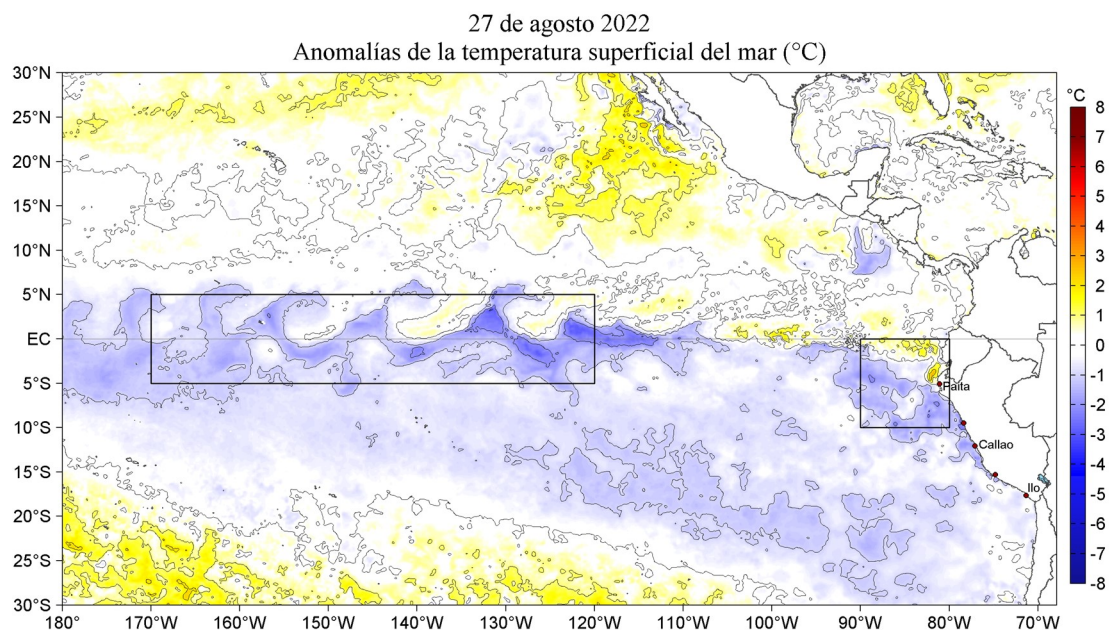 27 de agosto 2022
Anomalías de la temperatura superficial del mar (°C)
30°N
25°N
20°N
15°N
10°N
5°N
EC
5°S
10°S
15°S
20°S
25°S
30°S
180° 170°W 160°W 150°W 140°W 130°W 120°W 110°W 100°W 90°W 80°W 70°W
Paita
Callao
Ilo
°C
8
7
6
5
4
3
2
1
0
-1
-2
-3
-4
-5
-6
-7
-8